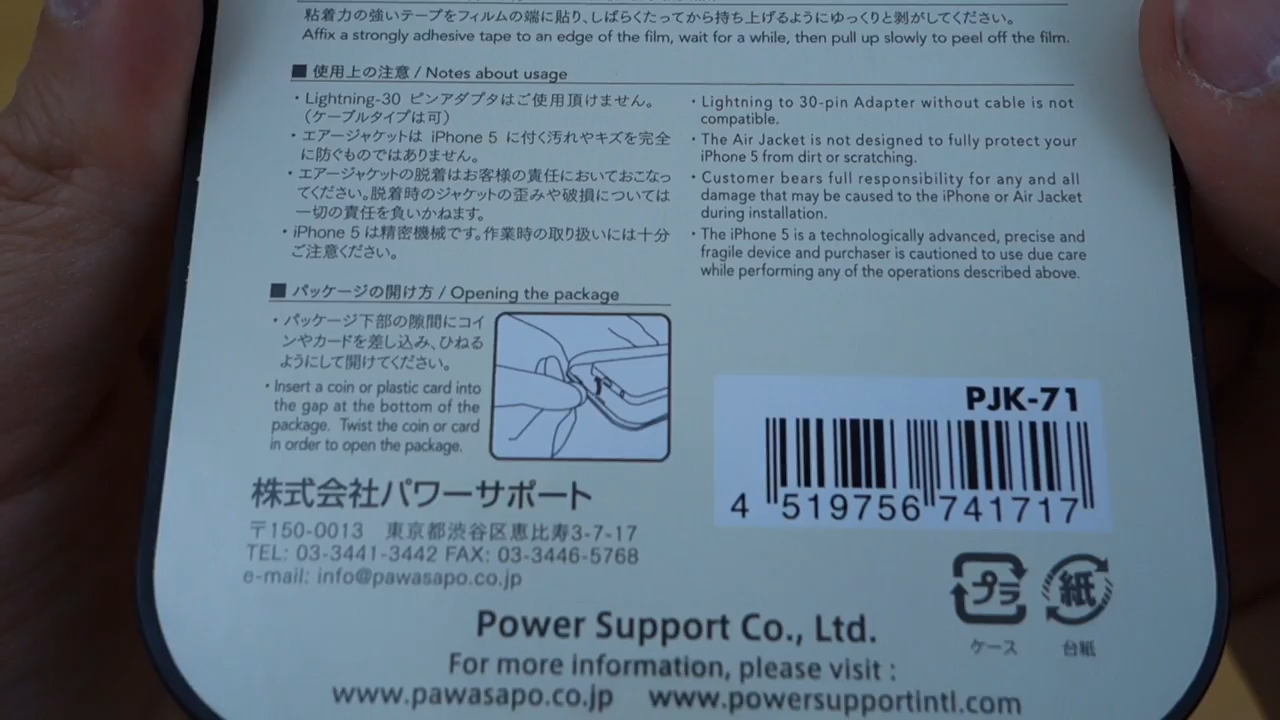 粘着力の強いテープをフィルムの端に貼り、しばらくたってから持ち上げるようにゆっくりと剥がしてください。
Affix a strongly adhesive tape to an edge of the film, wait for a while, then pull up slowly to peel off the film.
■ 使用上の注意 / Notes about usage
・Lightning-30 ピンアダプタはご使用頂けません。
（ケーブルタイプは可）
・エアージャケットは iPhone 5 に付く汚れやキズを完全
に防ぐものではありません。
・エアージャケットの脱着はお客様の責任においておこなっ
てください。脱着時のジャケットの歪みや破損については
一切の責任を負いかねます。
・iPhone 5 は精密機械です。作業時の取り扱いには十分
ご注意ください。
・Lightning to 30-pin Adapter without cable is not
compatible.
・The Air Jacket is not designed to fully protect your
iPhone 5 from dirt or scratching.
・Customer bears full responsibility for any and all
damage that may be caused to the iPhone or Air Jacket
during installation.
・The iPhone 5 is a technologically advanced, precise and
fragile device and purchaser is cautioned to use due care
while performing any of the operations described above.
■ パッケージの開け方 / Opening the package
・パッケージ下部の隙間にコイ
ンやカードを差し込み、ひねる
ようにして開けてください。
・Insert a coin or plastic card into
the gap at the bottom of the
package. Twist the coin or card
in order to open the package.
PJK-71
4 519756 741717
株式会社パワーサポート
〒150-0013 東京都渋谷区恵比寿3-7-17
TEL: 03-3441-3442 FAX: 03-3446-5768
e-mail: info@pawasapo.co.jp
プラ 紙
ケース 台紙
Power Support Co., Ltd.
For more information, please visit :
www.pawasapo.co.jp www.powersupportintl.com